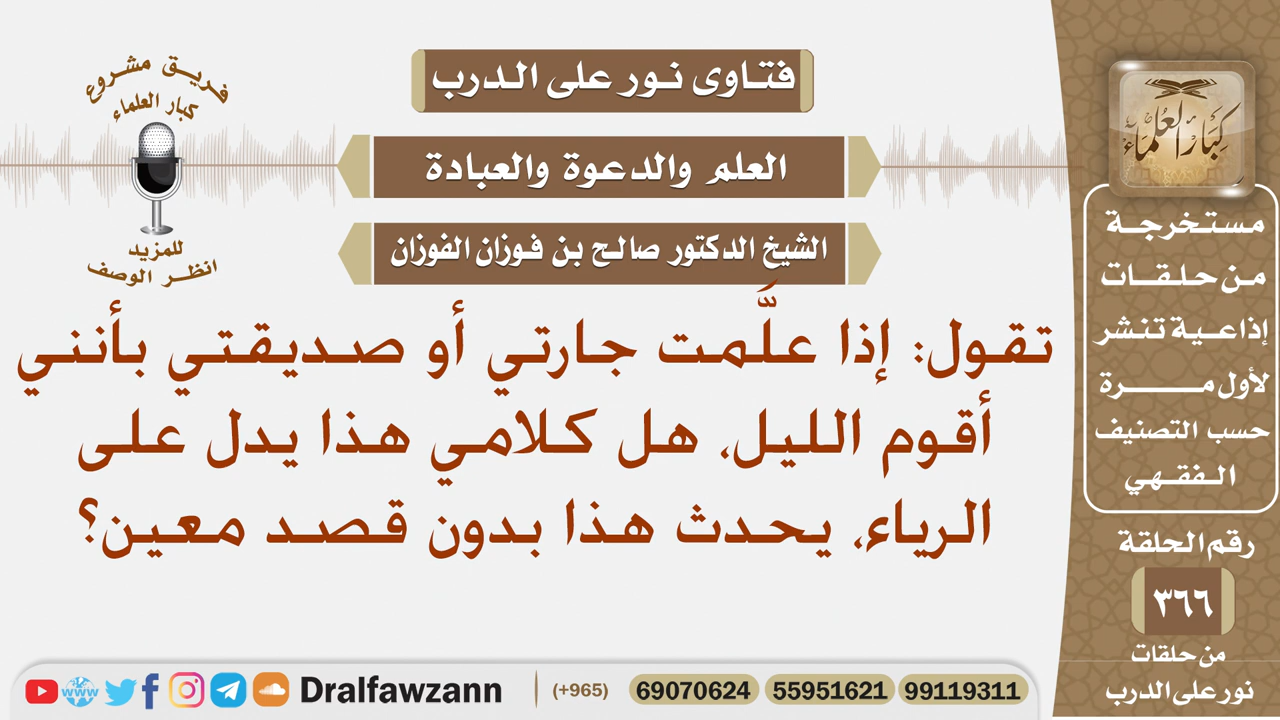 فتاوى نور على الدرب
العلم والدعوة والعبادة
الشيخ الدكتور صالح بن فوزان الفوزان
تقول: إذا علَّمت جارتي أو صديقتي بأنني
أقوم الليل، هل كلامي هذا يدل على
الرياء، يحدث هذا بدون قصد معين؟
كبار العلماء
مستخرجة
من حلقات
إذاعية تنشر
لأول مرة
حسب التصنيف
الفقهي
رقم الحلقة
٣٦٦
من حلقات
نور على الدرب
فريق مشروع
كبار العلماء
للمزيد
انظر الوصف
www Dralfawzann (+965) 69070624 55951621 99119311